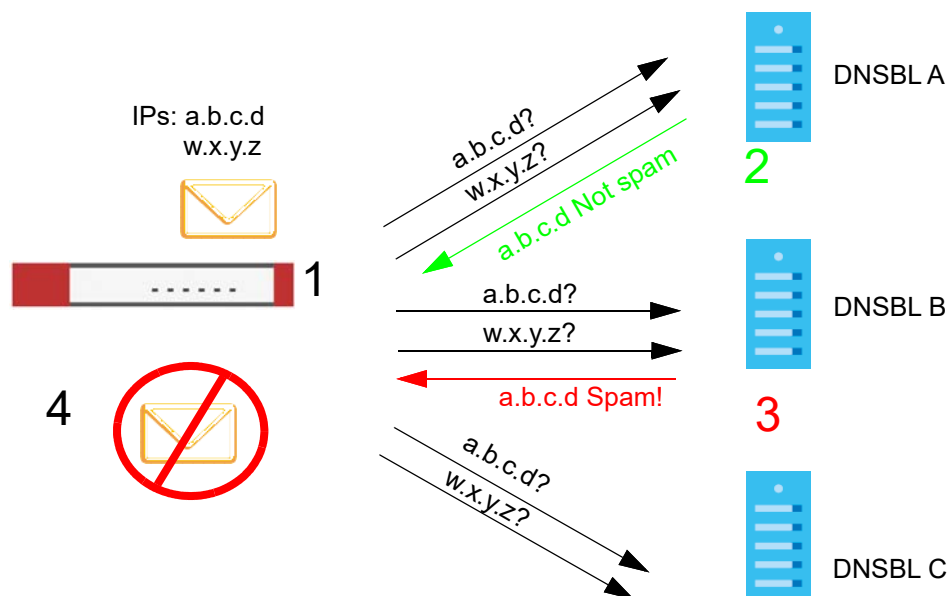 IPs: a.b.c.d
w.x.y.z
1
a.b.c.d?
w.x.y.z?
a.b.c.d Not spam
DNSBL A
2
a.b.c.d?
w.x.y.z?
a.b.c.d Spam!
DNSBL B
3
4
a.b.c.d?
w.x.y.z?
DNSBL C